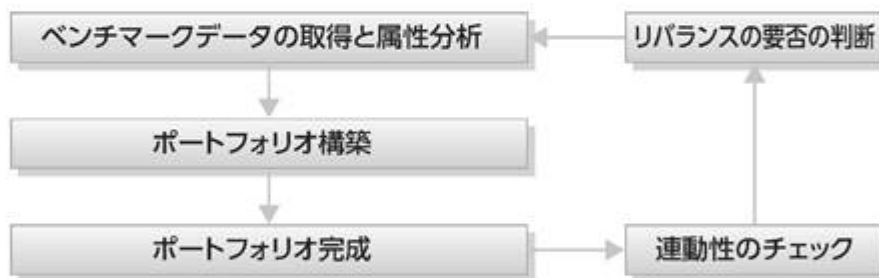 ベンチマークデータの取得と属性分析
リバランスの要否の判断
ポートフォリオ構築
ポートフォリオ完成
連動性のチェック